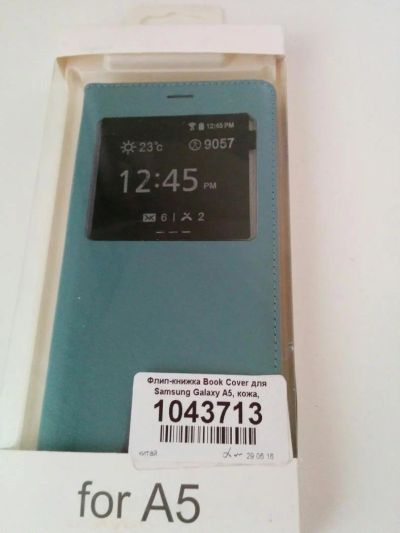 12:45 PM
23°c 9057
12:45 PM
6 | 2
Флип-книжка Book Cover для
Samsung Galaxy A5, кожа,
1043713
китай 29 06 16
for A5